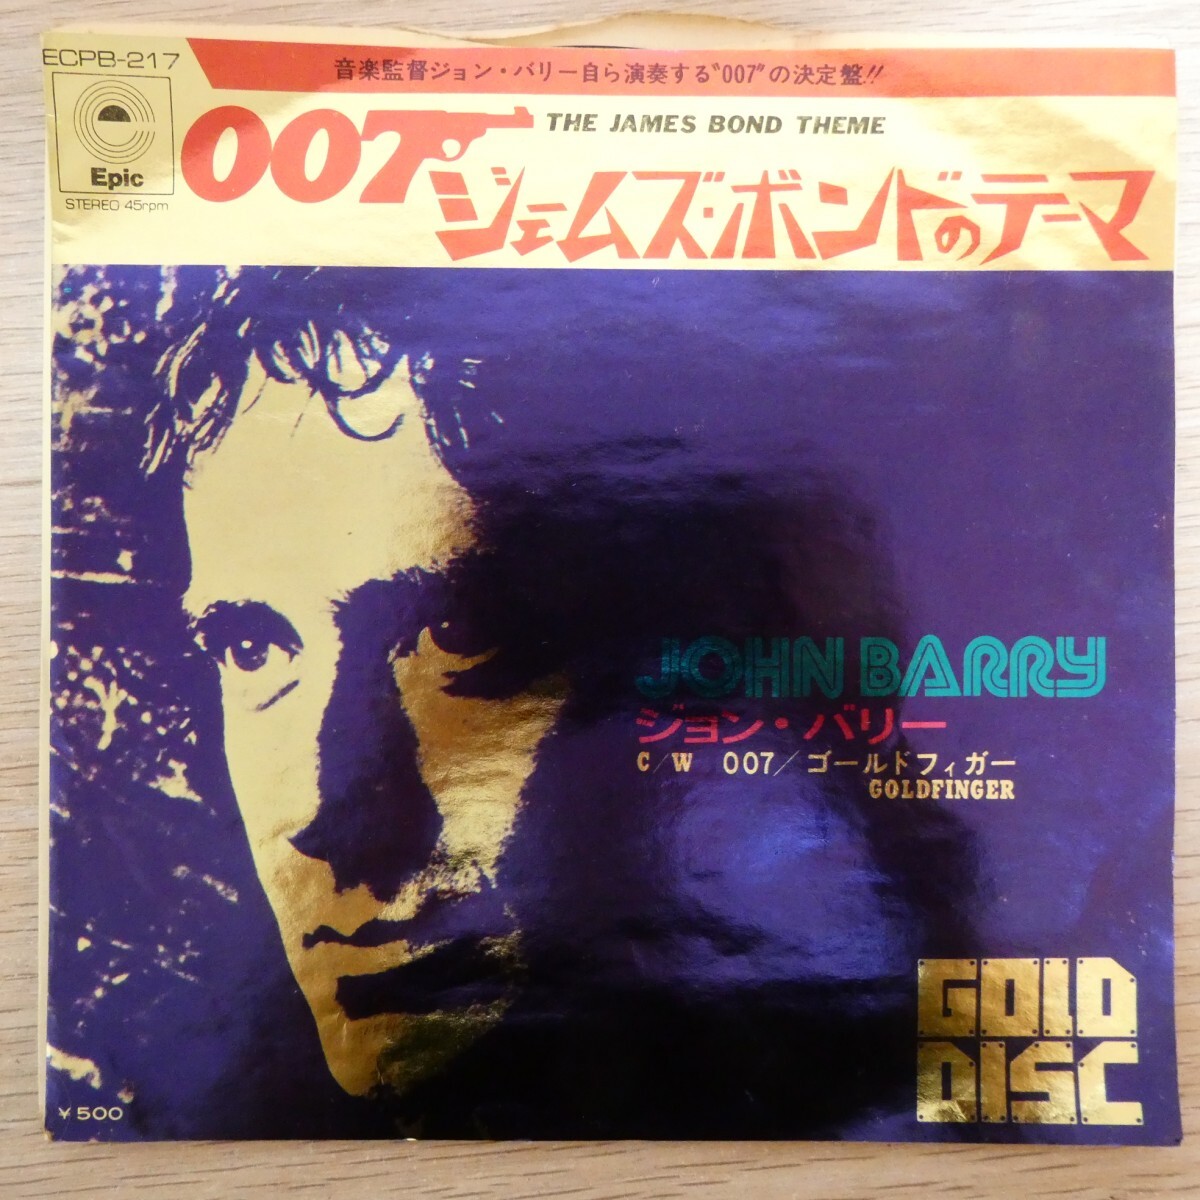 ECPB-217
Epic
STEREO 45rpm
音楽監督ジョン・バリー自ら演奏する"007"の決定盤!!
007 THE JAMES BOND THEME
ジェームズ・ボンドのテーマ
JOHN BARRY
ジョン・バリー
C/W 007/ゴールドフィガー
GOLDFINGER
GOLD
DISC
¥500